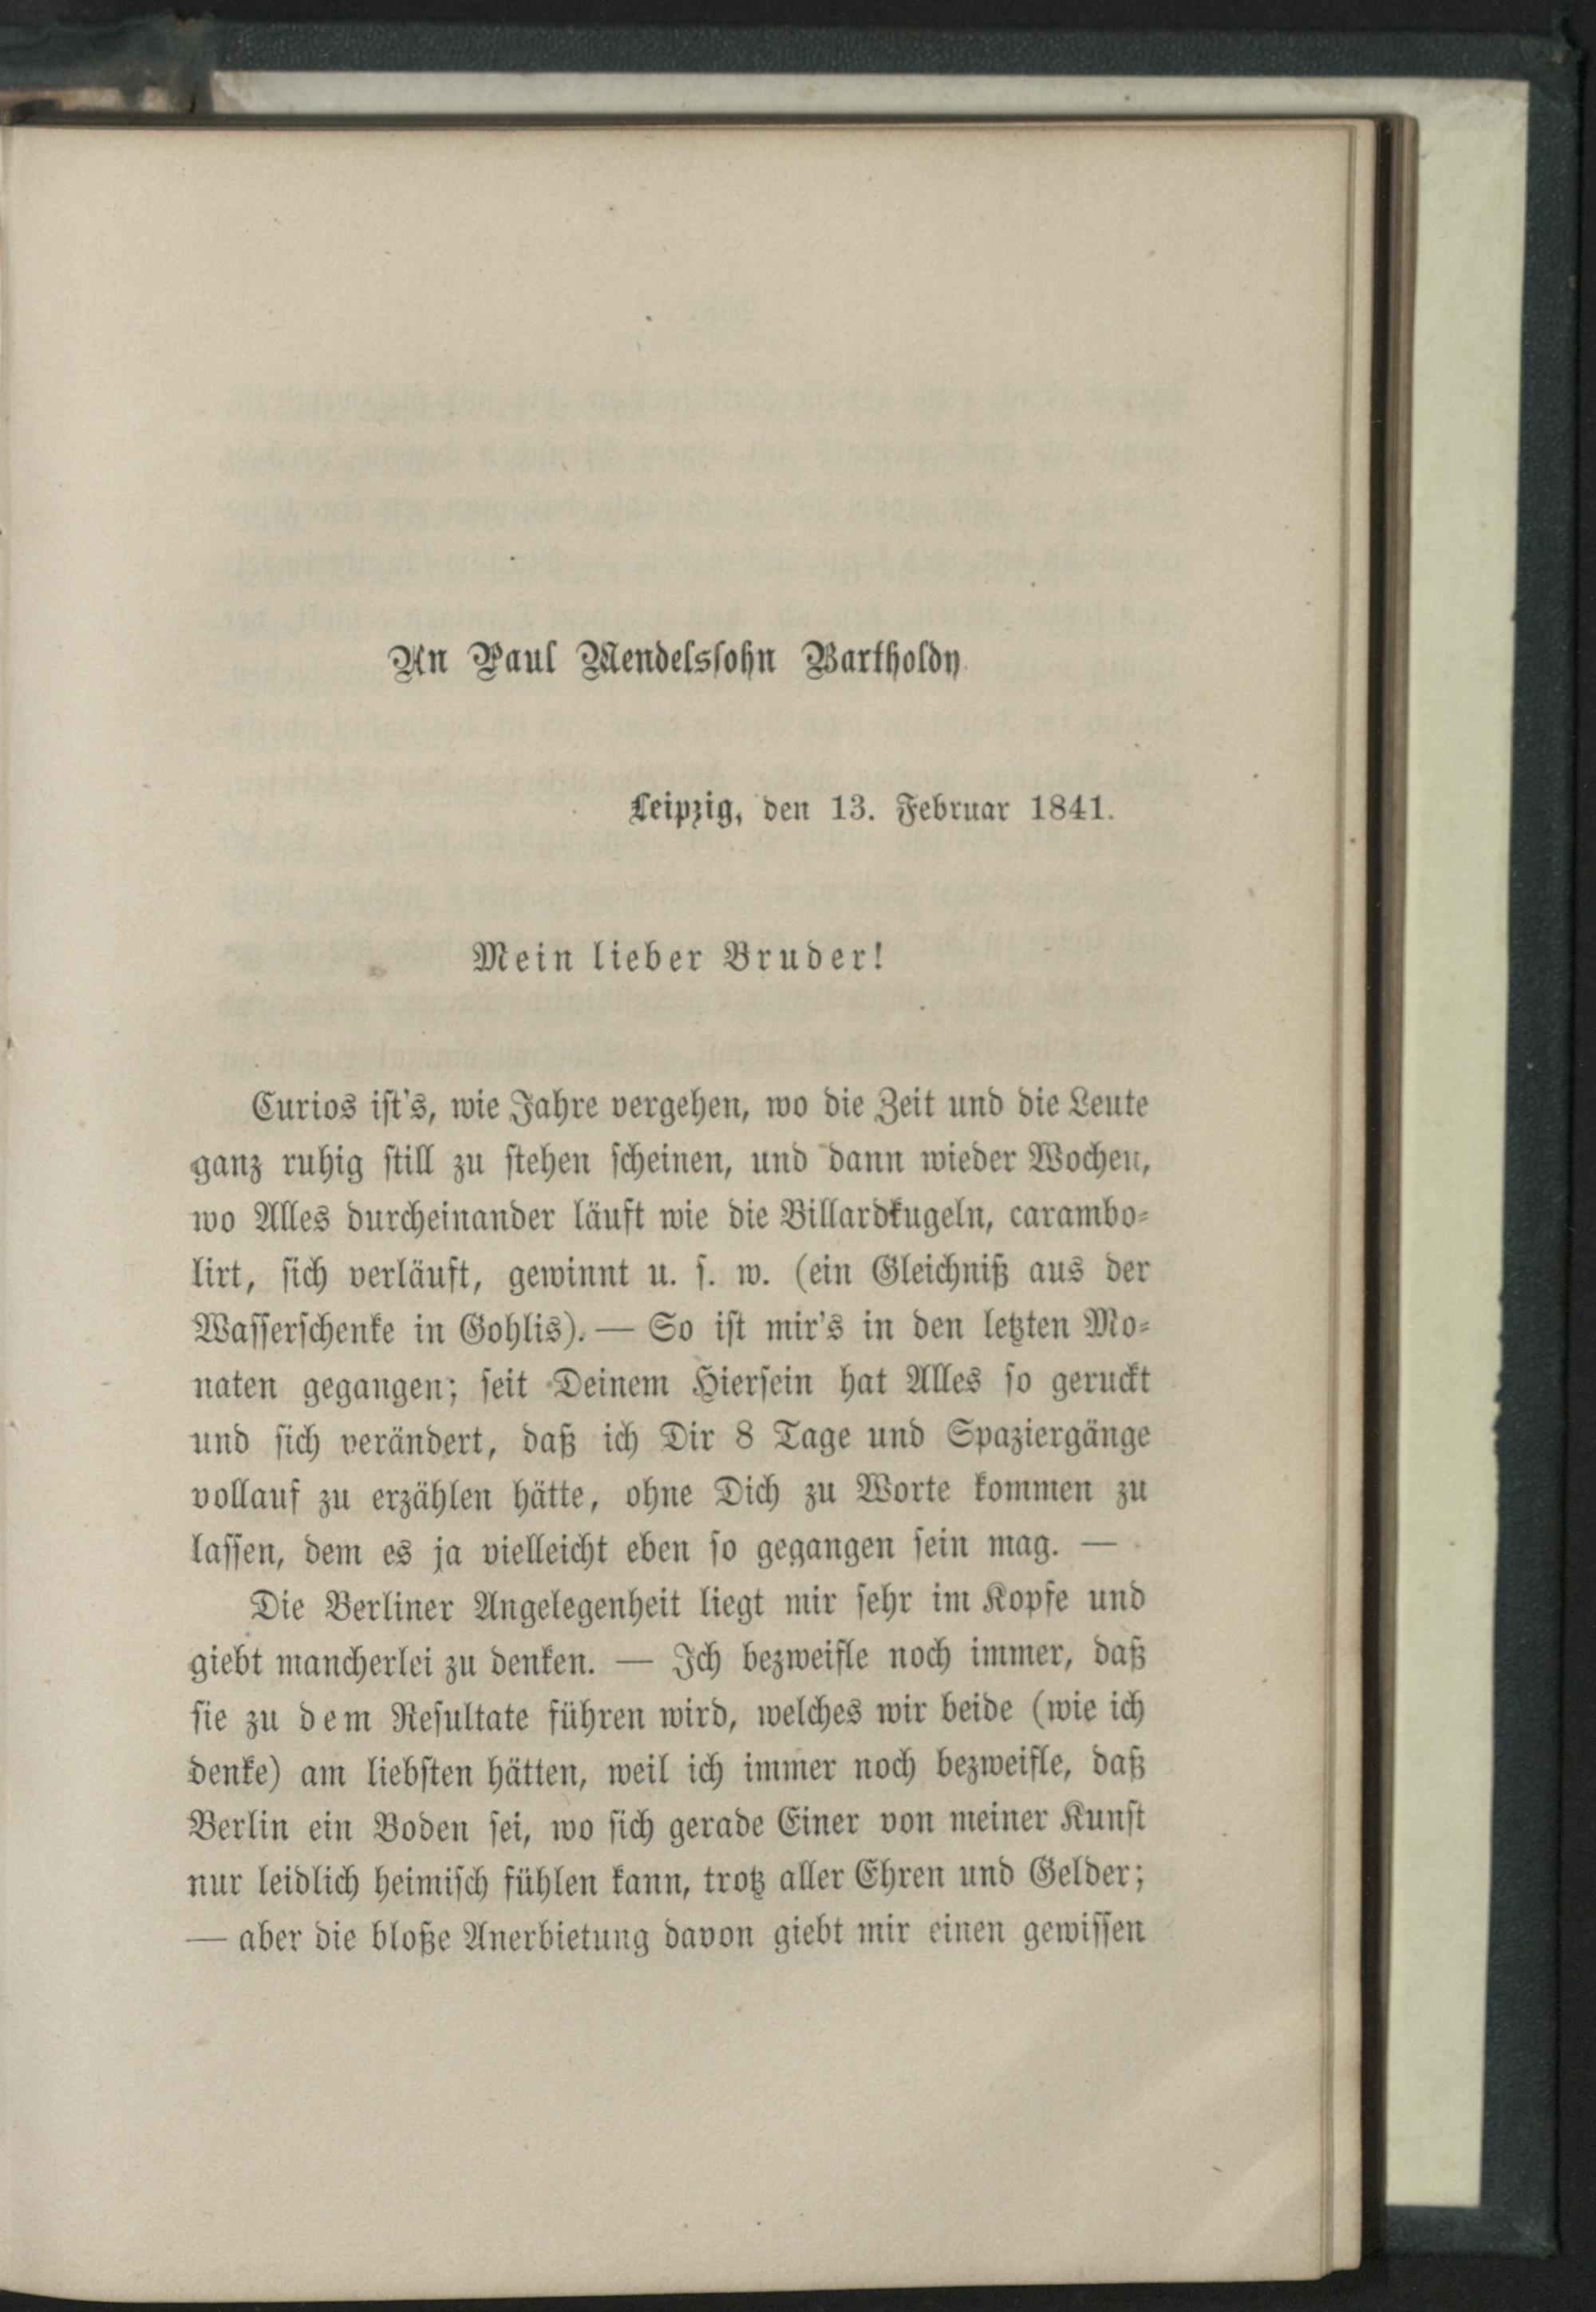 An Paul Mendelssohn Bartholdy.
Leipzig, den 13. Februar 1841.
Mein lieber Bruder!
Curios ist's, wie Jahre vergehen, wo die Zeit und die Leute
ganz ruhig still zu stehen scheinen, und dann wieder Wochen,
wo Alles durcheinander läuft wie die Billardkugeln, carambo-
lirt, sich verläuft, gewinnt u. s. w. (ein Gleichniß aus der
Wasserschenke in Gohlis). — So ist mir's in den letzten Mo-
naten gegangen; seit Deinem Hiersein hat Alles so geruckt
und sich verändert, daß ich Dir 8 Tage und Spaziergänge
vollauf zu erzählen hätte, ohne Dich zu Worte kommen zu
lassen, dem es ja vielleicht eben so gegangen sein mag. —
Die Berliner Angelegenheit liegt mir sehr im Kopfe und
giebt mancherlei zu denken. — Ich bezweifle noch immer, daß
sie zu dem Resultate führen wird, welches wir beide (wie ich
denke) am liebsten hätten, weil ich immer noch bezweifle, daß
Berlin ein Boden sei, wo sich gerade Einer von meiner Kunst
nur leidlich heimisch fühlen kann, trotz aller Ehren und Gelder;
— aber die bloße Anerbietung davon giebt mir einen gewissen